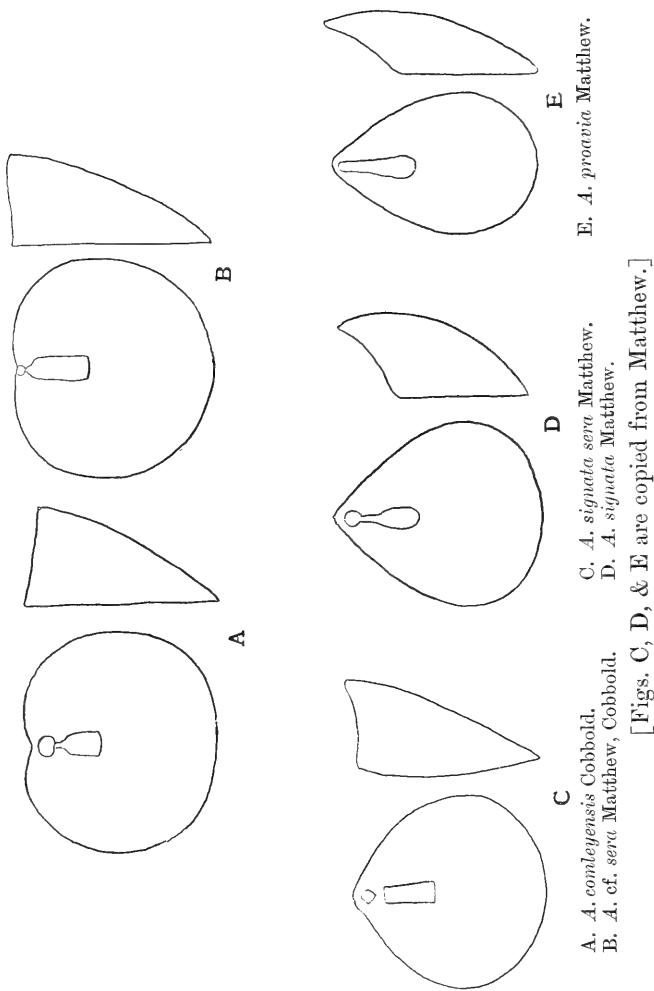 A
B
C
D
E
A. A. comleyensis Cobbold.
B. A. cf. sera Matthew, Cobbold.
C. A. signata sera Matthew.
D. A. signata Matthew.
E. A. proavia Matthew.
[Figs. C, D, & E are copied from Matthew.]